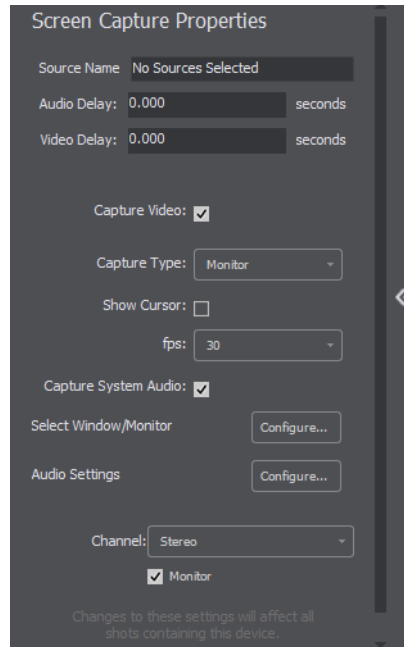 Screen Capture Properties
Source Name No Sources Selected
Audio Delay: 0.000 seconds
Video Delay: 0.000 seconds
Capture Video:
Capture Type: Monitor
Show Cursor:
fps: 30
Capture System Audio:
Select Window/Monitor Configure...
Audio Settings Configure...
Channel: Stereo
Monitor
Changes to these settings will affect all
shots containing this device.